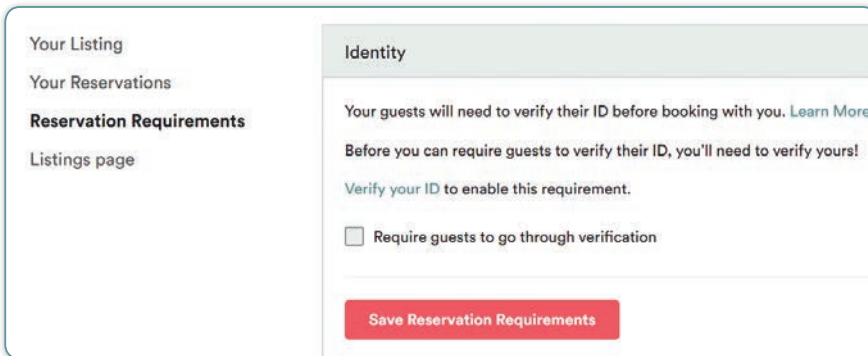 Your Listing
Your Reservations
Reservation Requirements
Listings page
Identity
Your guests will need to verify their ID before booking with you. Learn More
Before you can require guests to verify their ID, you'll need to verify yours!
Verify your ID to enable this requirement.
Require guests to go through verification
Save Reservation Requirements